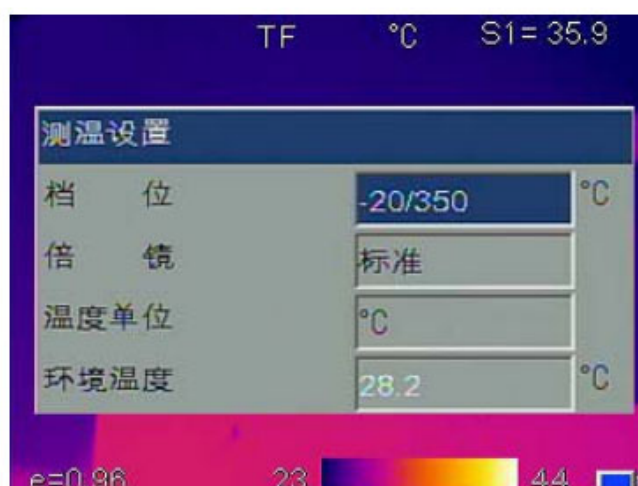 TF °C S1= 35.9
测温设置
档 位 -20/350 °C
倍 镜 标准
温度单位 °C
环境温度 28.2 °C
e=0.96 23 44